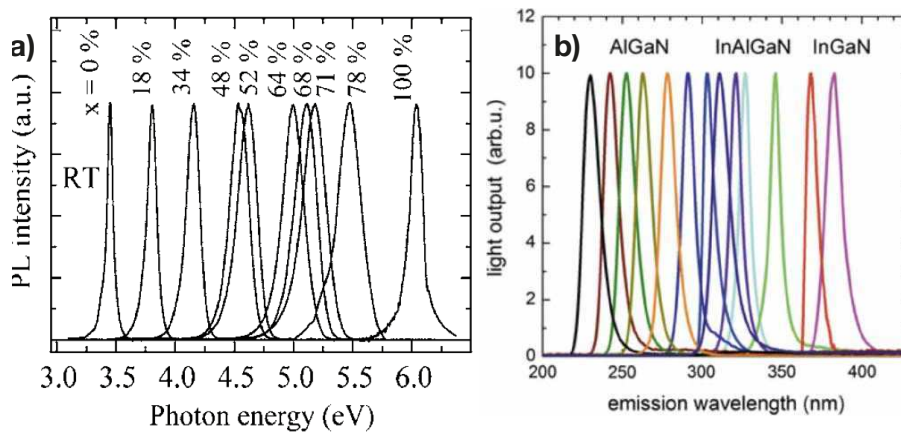 a)
x = 0 %
18 %
34 %
48 %
52 %
64 %
68 %
71 %
78 %
100 %
RT
PL intensity (a.u.)
3.0 3.5 4.0 4.5 5.0 5.5 6.0
Photon energy (eV)
b)
AlGaN InAlGaN InGaN
light output (arb.u.)
12
10
8
6
4
2
0
200 250 300 350 400
emission wavelength (nm)